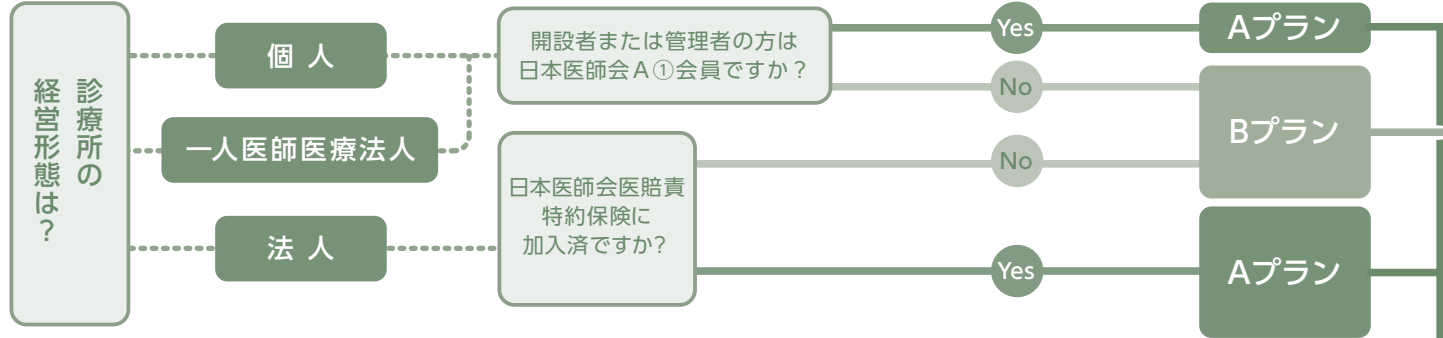 診療所の
経営形態は？
個 人
一人医師医療法人
法 人
開設者または管理者の方は
日本医師会A①会員ですか？
日本医師会医賠責
特約保険に
加入済ですか?
Yes
No
No
Yes
Aプラン
Bプラン
Aプラン